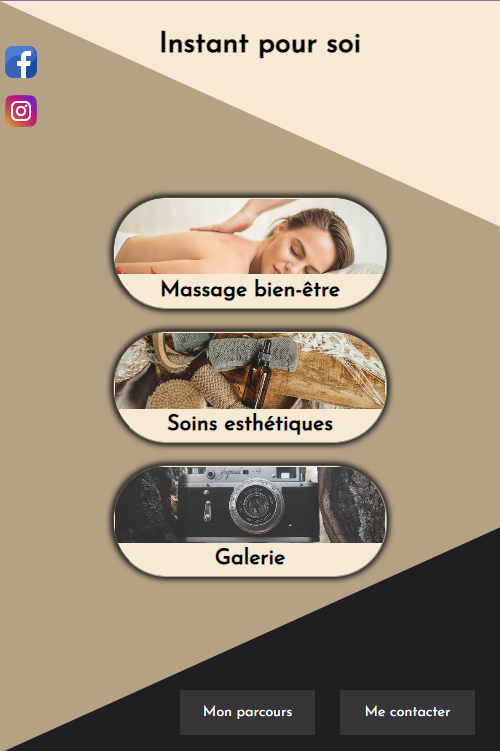 Instant pour soi
Massage bien-être
Soins esthétiques
Galerie
Mon parcours
Me contacter